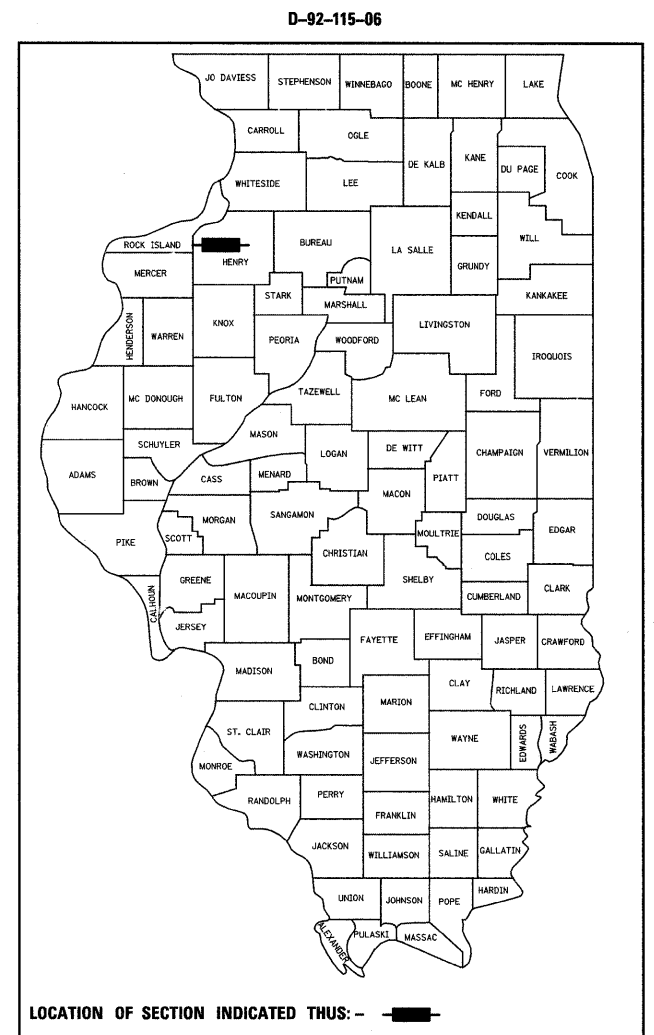 D-92-115-06
JO DAVIESS
STEPHENSON
WINNEBAGO
BOONE
MC HENRY
LAKE
CARROLL
OGLE
DE KALB
KANE
DU PAGE
COOK
WHITESIDE
LEE
KENDALL
WILL
ROCK ISLAND
HENRY
BUREAU
LA SALLE
GRUNDY
MERCER
PUTNAM
STARK
MARSHALL
KANKAKEE
HENDERSON
WARREN
KNOX
PEORIA
WOODFORD
LIVINGSTON
IROQUOIS
HANCOCK
MC DONOUGH
FULTON
TAZEWELL
MC LEAN
FORD
MASON
SCHUYLER
LOGAN
DE WITT
CHAMPAIGN
VERMILION
ADAMS
BROWN
CASS
MENARD
PIATT
MACON
MORGAN
SANGAMON
DOUGLAS
EDGAR
PIKE
SCOTT
CHRISTIAN
MOULTRIE
COLES
GREENE
MACOUPIN
MONTGOMERY
SHELBY
CUMBERLAND
CLARK
CALHOUN
JERSEY
FAYETTE
EFFINGHAM
JASPER
CRAWFORD
MADISON
BOND
CLAY
RICHLAND
LAWRENCE
CLINTON
MARION
ST. CLAIR
WAYNE
EDWARDS
WABASH
MONROE
WASHINGTON
JEFFERSON
RANDOLPH
PERRY
HAMILTON
WHITE
FRANKLIN
JACKSON
WILLIAMSON
SALINE
GALLATIN
UNION
JOHNSON
POPE
HARDIN
ALEXANDER
PULASKI
MASSAC
LOCATION OF SECTION INDICATED THUS: -